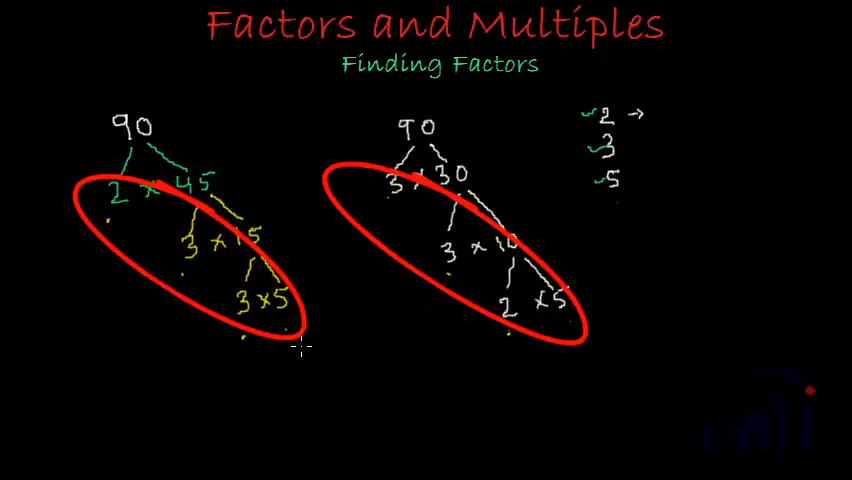 Factors and Multiples
Finding Factors
90
2 × 45
3 × 15
3 × 5
90
3 × 30
3 × 10
2 × 5
2 →
3
5